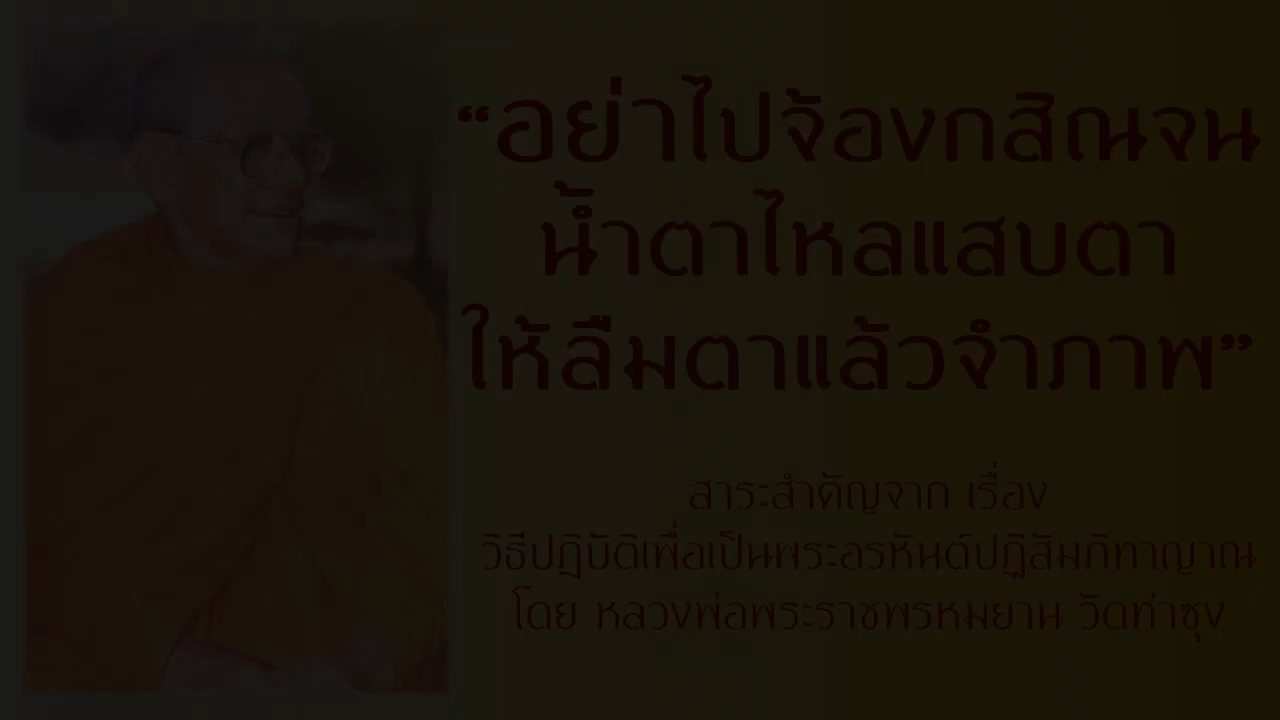 “อย่าไปจ้องกสิณจน
น้ำตาไหลแสบตา
ให้ลืมตาแล้วจำภาพ”
สาระสำคัญจาก เรื่อง
วิธีปฏิบัติเพื่อเป็นพระอรหันต์ปฏิสัมภิทาญาณ
โดย หลวงพ่อพระราชพรหมยาน วัดท่าซุง